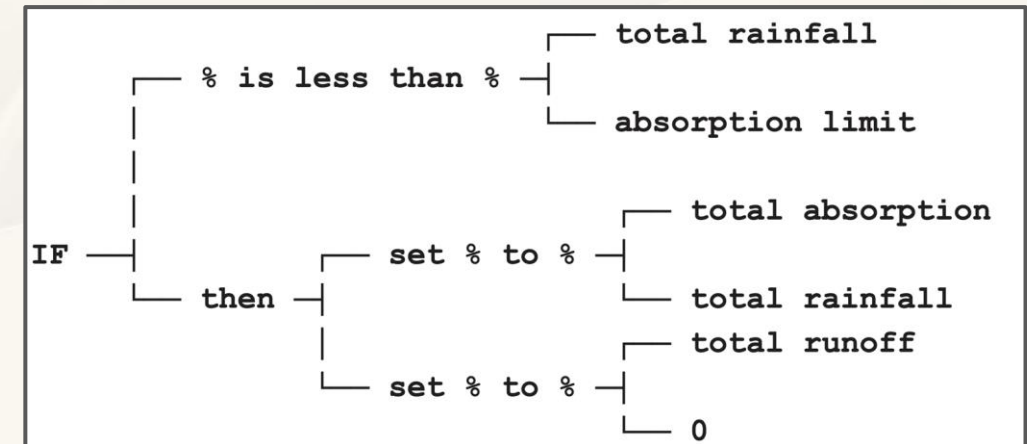 total rainfall
% is less than %
absorption limit
total absorption
IF
set % to %
then
total rainfall
total runoff
set % to %
0